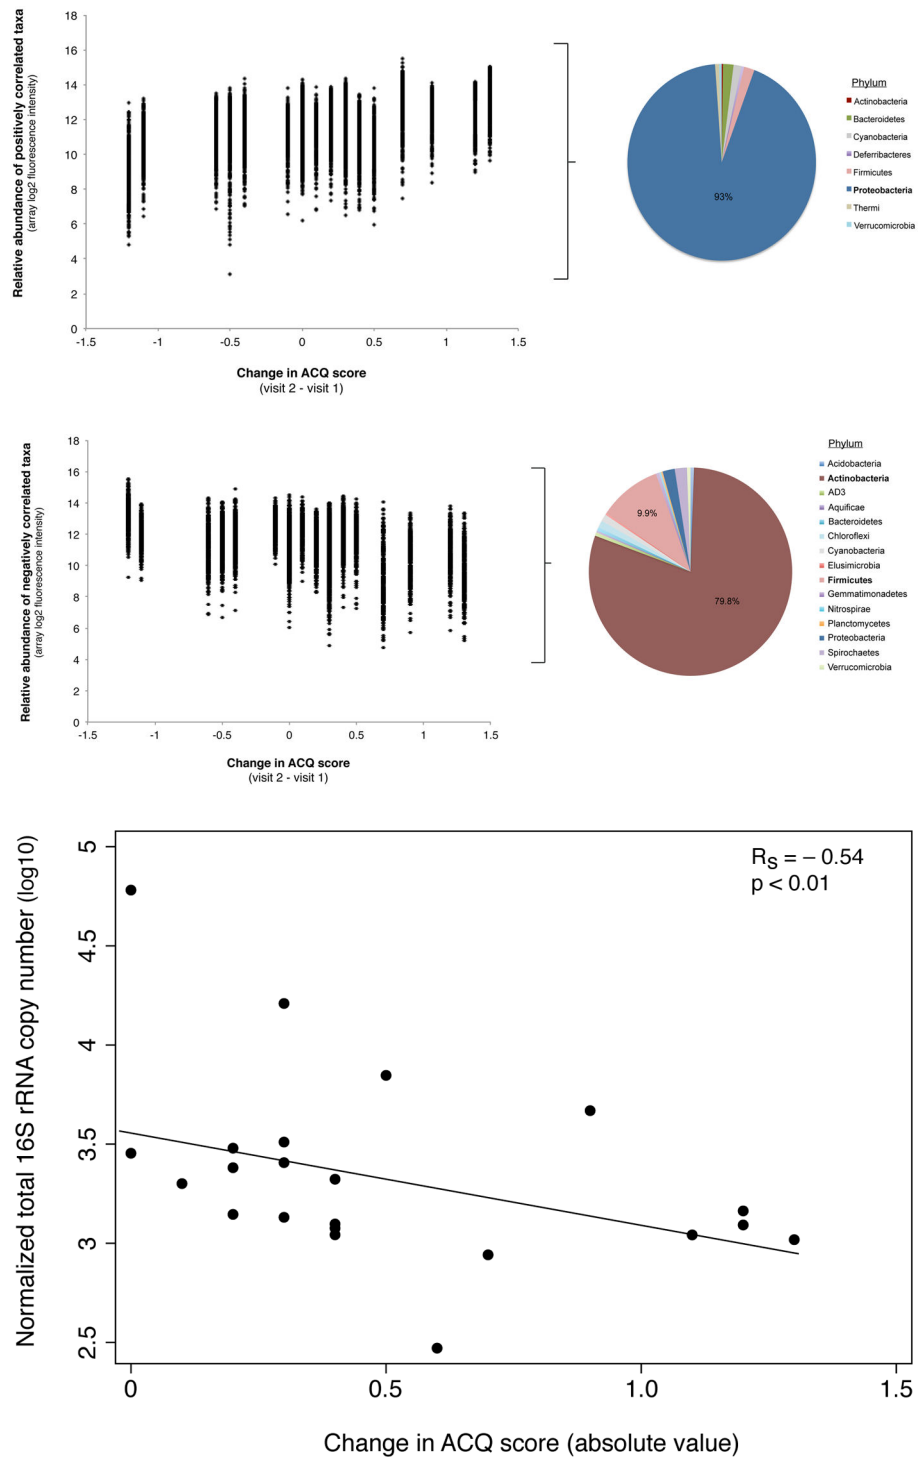 Relative abundance of positively correlated taxa
(array log2 fluorescence intensity)
18
16
14
12
10
8
6
4
2
0
-1.5
-1
-0.5
0
0.5
1
1.5
Change in ACQ score
(visit 2 - visit 1)
93%
Phylum
Actinobacteria
Bacteroidetes
Cyanobacteria
Deferribacteres
Firmicutes
Proteobacteria
Thermi
Verrucomicrobia
Relative abundance of negatively correlated taxa
(array log2 fluorescence intensity)
18
16
14
12
10
8
6
4
2
0
-1.5
-1
-0.5
0
0.5
1
1.5
Change in ACQ score
(visit 2 - visit 1)
9.9%
79.8%
Phylum
Acidobacteria
Actinobacteria
AD3
Aquificae
Bacteroidetes
Chloroflexi
Cyanobacteria
Elusimicrobia
Firmicutes
Gemmatimonadetes
Nitrospirae
Planctomycetes
Proteobacteria
Spirochaetes
Verrucomicrobia
Normalized total 16S rRNA copy number (log10)
5
4.5
4
3.5
3
2.5
RS = – 0.54
p < 0.01
0
0.5
1.0
1.5
Change in ACQ score (absolute value)